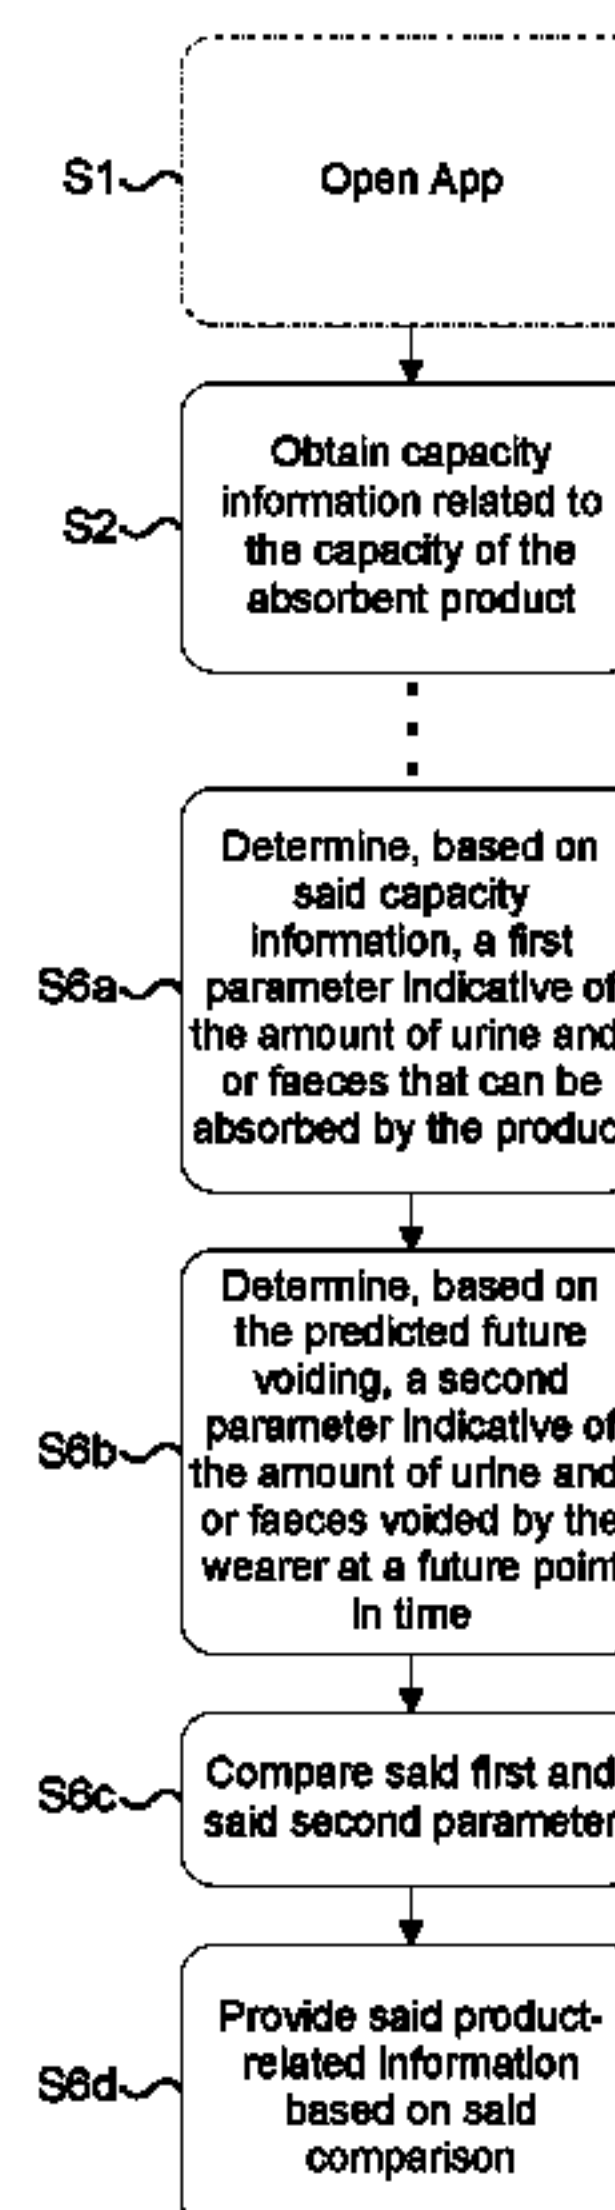 S1
Open App
S2
Obtain capacity
information related to
the capacity of the
absorbent product
S6a
Determine, based on
said capacity
information, a first
parameter indicative of
the amount of urine and
or faeces that can be
absorbed by the produc
S6b
Determine, based on
the predicted future
voiding, a second
parameter indicative of
the amount of urine and
or faeces voided by the
wearer at a future point
in time
S6c
Compare said first and
said second parameter
S6d
Provide said product-
related information
based on said
comparison